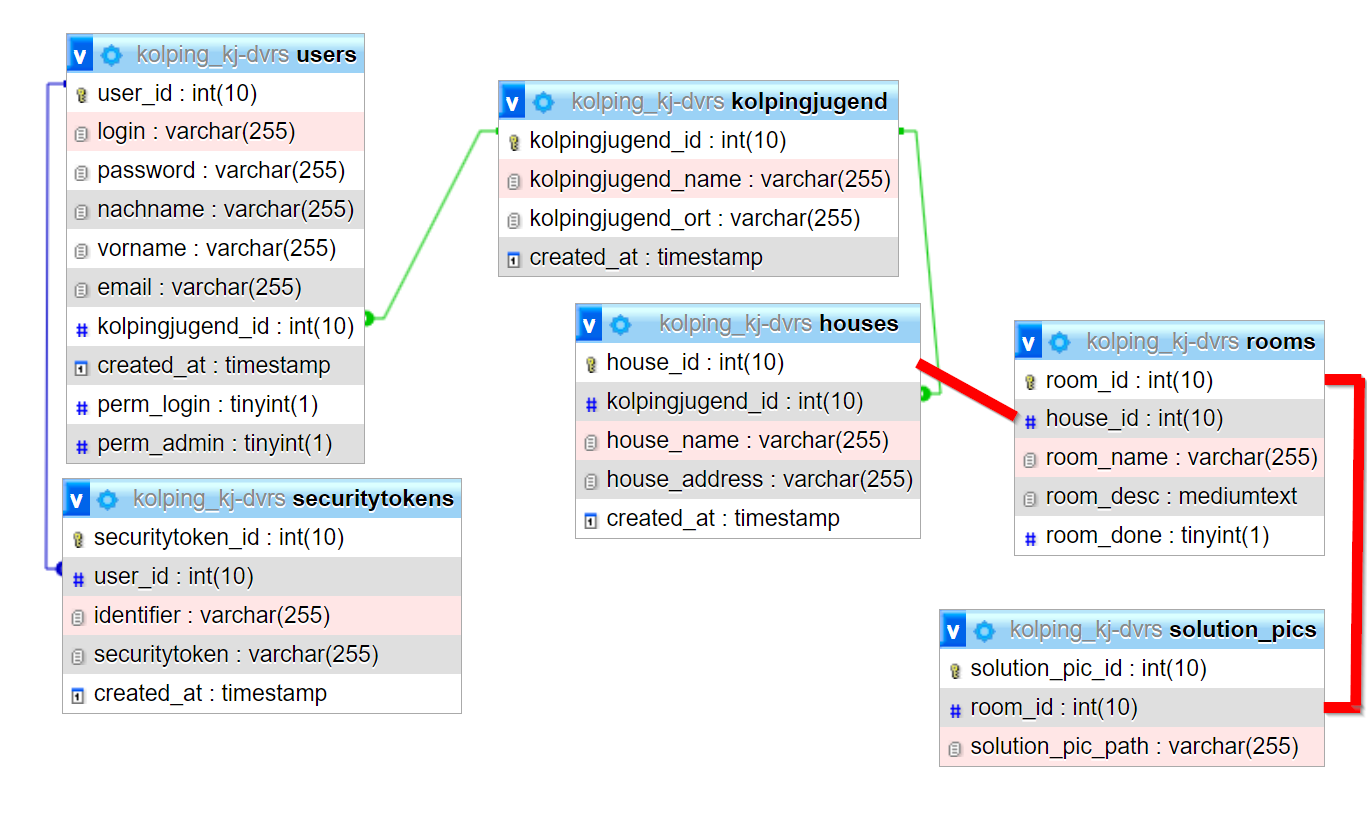 v kolping_kj-dvrs users
user_id : int(10)
login : varchar(255)
password : varchar(255)
nachname : varchar(255)
vorname : varchar(255)
email : varchar(255)
# kolpingjugend_id : int(10)
1 created_at : timestamp
# perm_login : tinyint(1)
# perm_admin : tinyint(1)
v kolping_kj-dvrs securitytokens
securitytoken_id : int(10)
# user_id : int(10)
identifier : varchar(255)
securitytoken : varchar(255)
1 created_at : timestamp
v kolping_kj-dvrs kolpingjugend
kolpingjugend_id : int(10)
kolpingjugend_name : varchar(255)
kolpingjugend_ort : varchar(255)
1 created_at : timestamp
v kolping_kj-dvrs houses
house_id : int(10)
# kolpingjugend_id : int(10)
house_name : varchar(255)
house_address : varchar(255)
1 created_at : timestamp
v kolping_kj-dvrs rooms
room_id : int(10)
# house_id : int(10)
room_name : varchar(255)
room_desc : mediumtext
# room_done : tinyint(1)
v kolping_kj-dvrs solution_pics
solution_pic_id : int(10)
# room_id : int(10)
solution_pic_path : varchar(255)